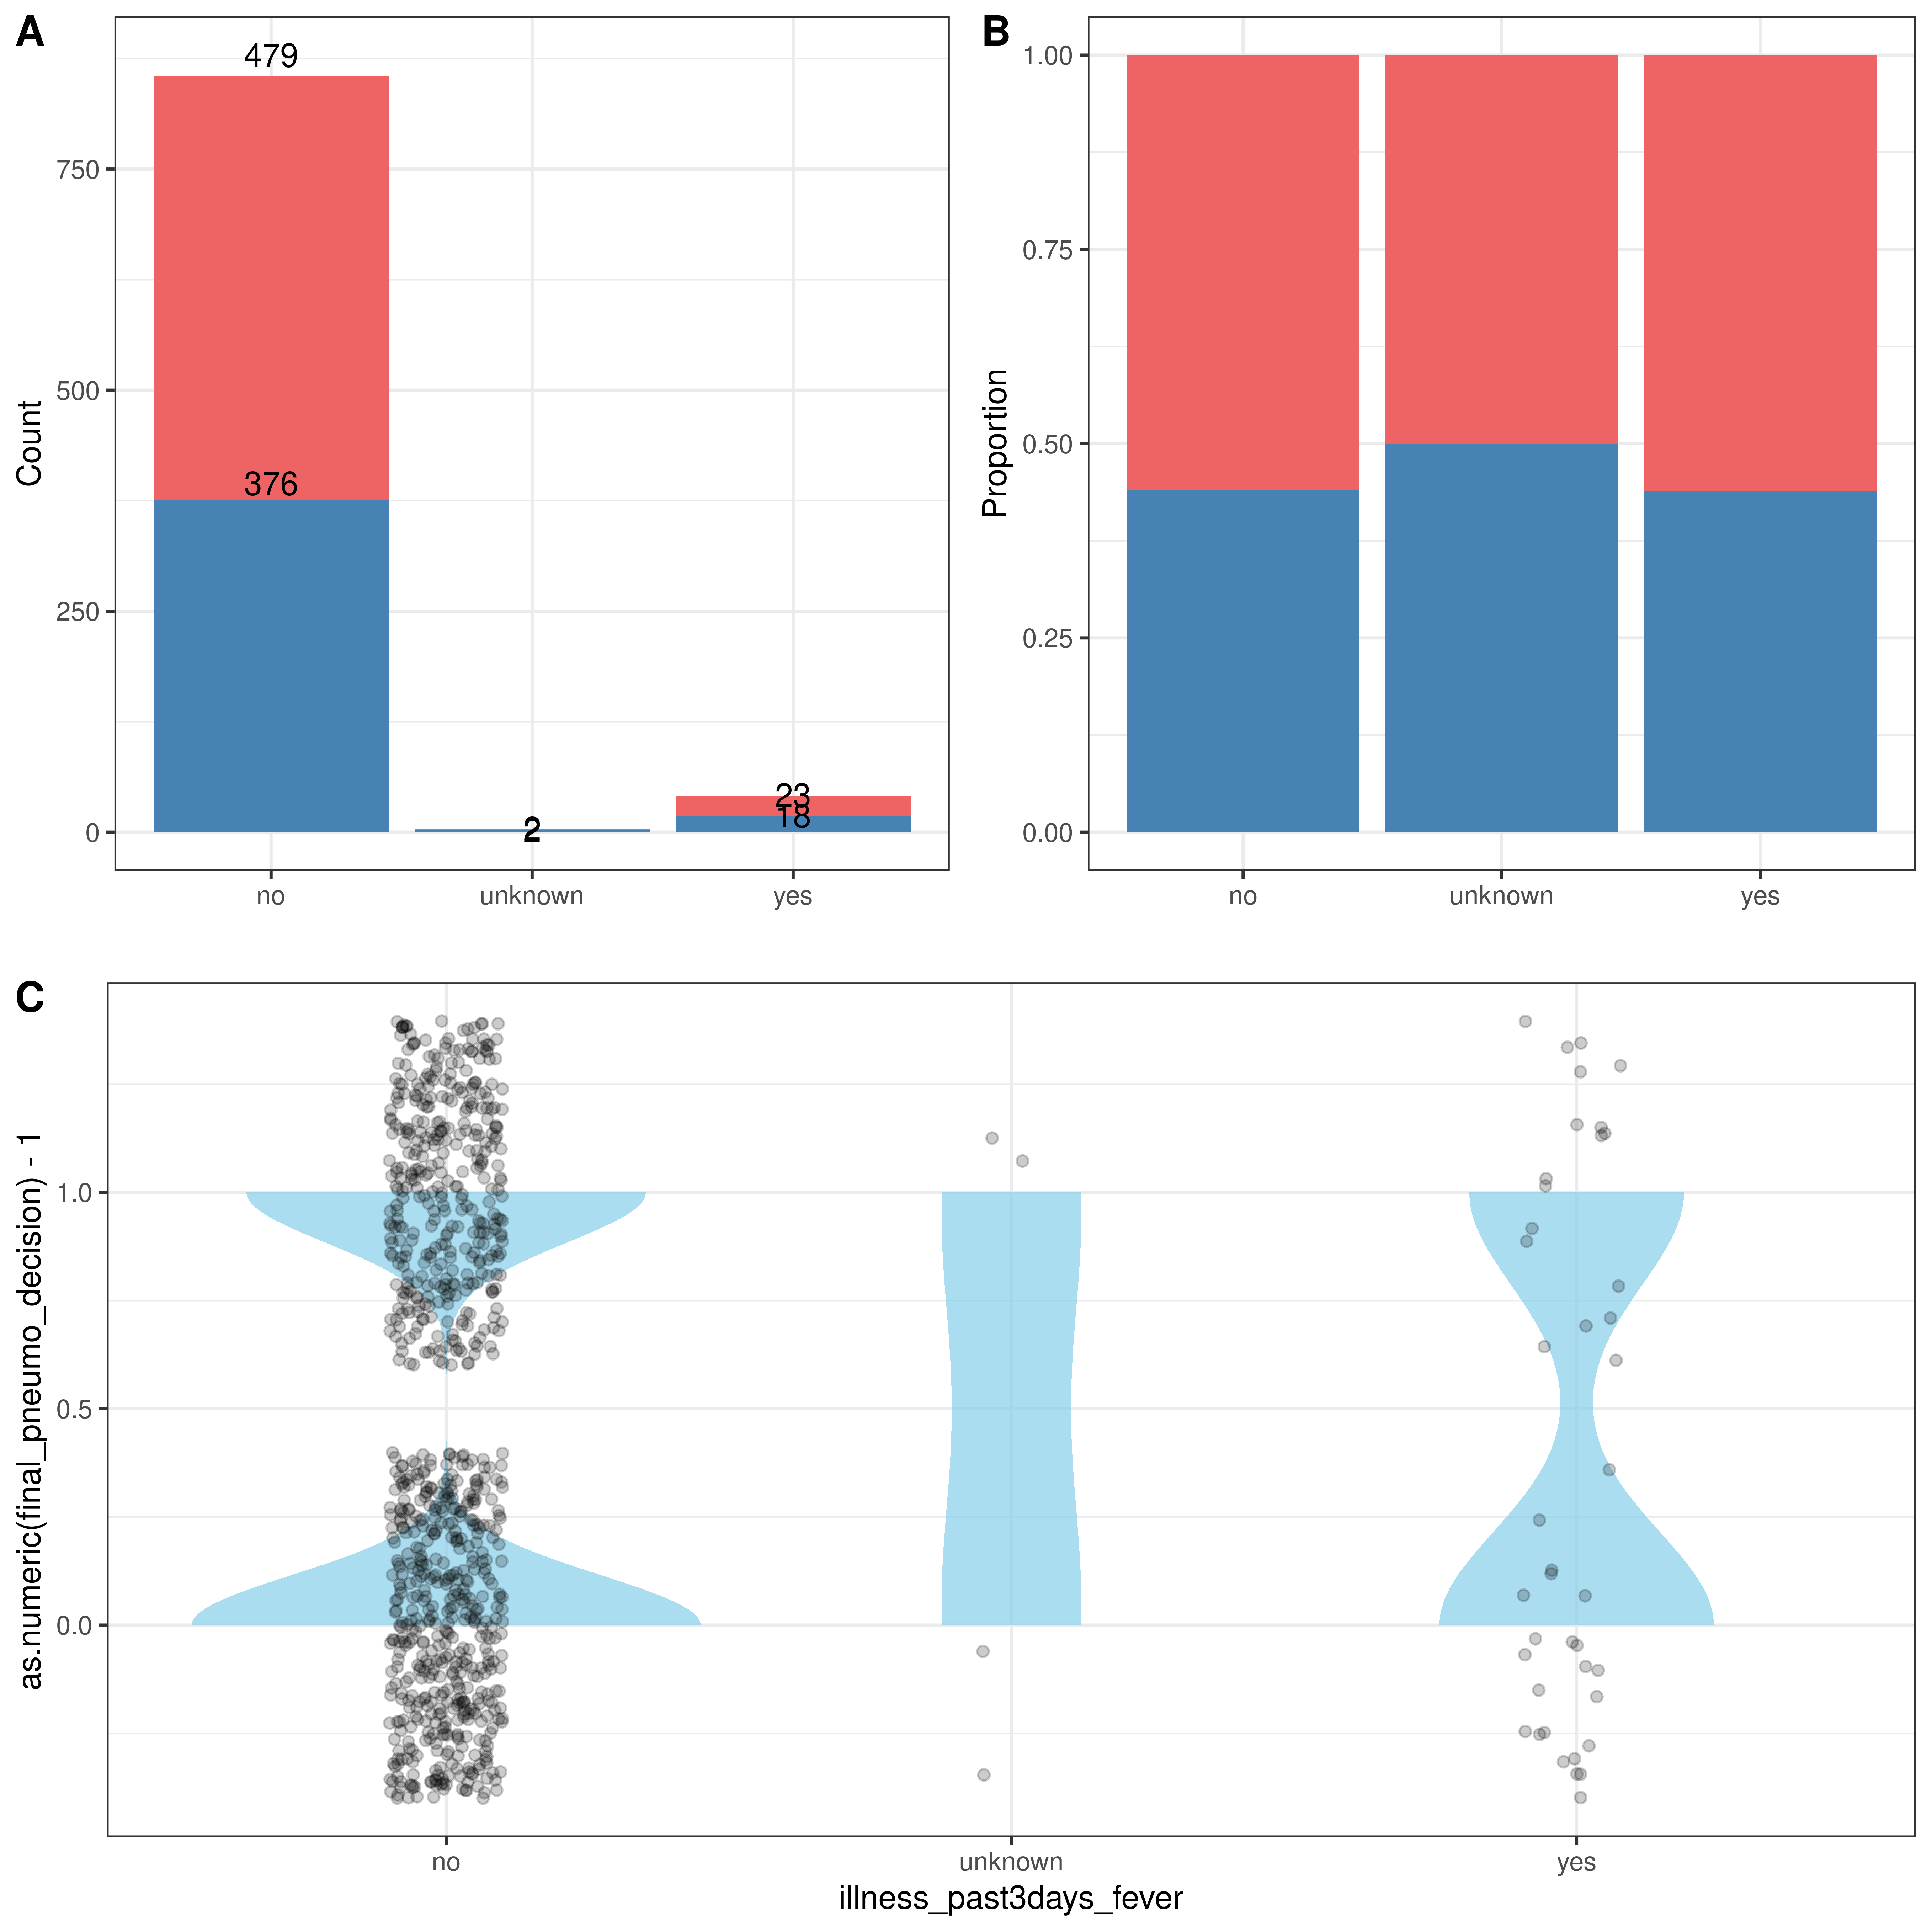 A
479
376
2
23
18
750
500
250
0
Count
no
unknown
yes
B
1.00
0.75
0.50
0.25
0.00
Proportion
no
unknown
yes
C
1.0
0.5
0.0
as.numeric(final_pneumo_decision) - 1
no
unknown
yes
illness_past3days_fever